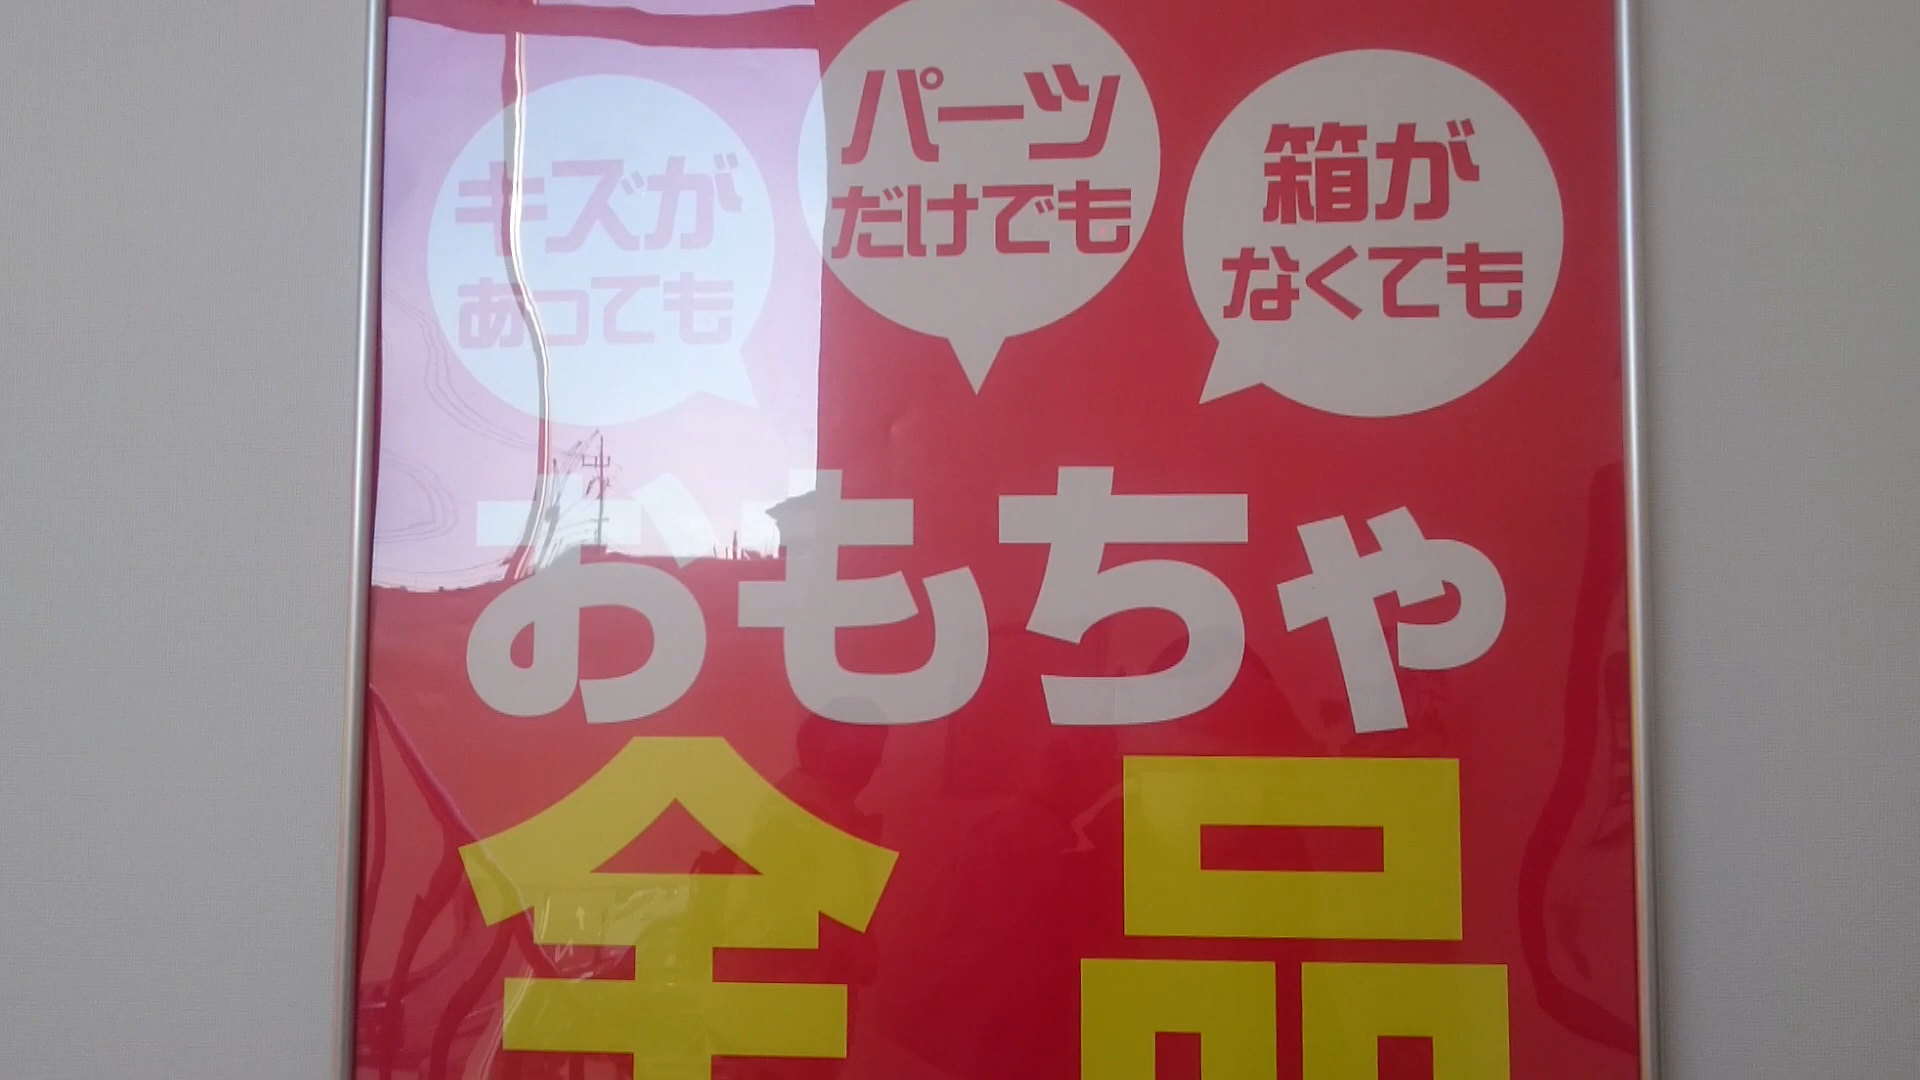 キズが
あっても
パーツ
だけでも
箱が
なくても
おもちゃ
全品